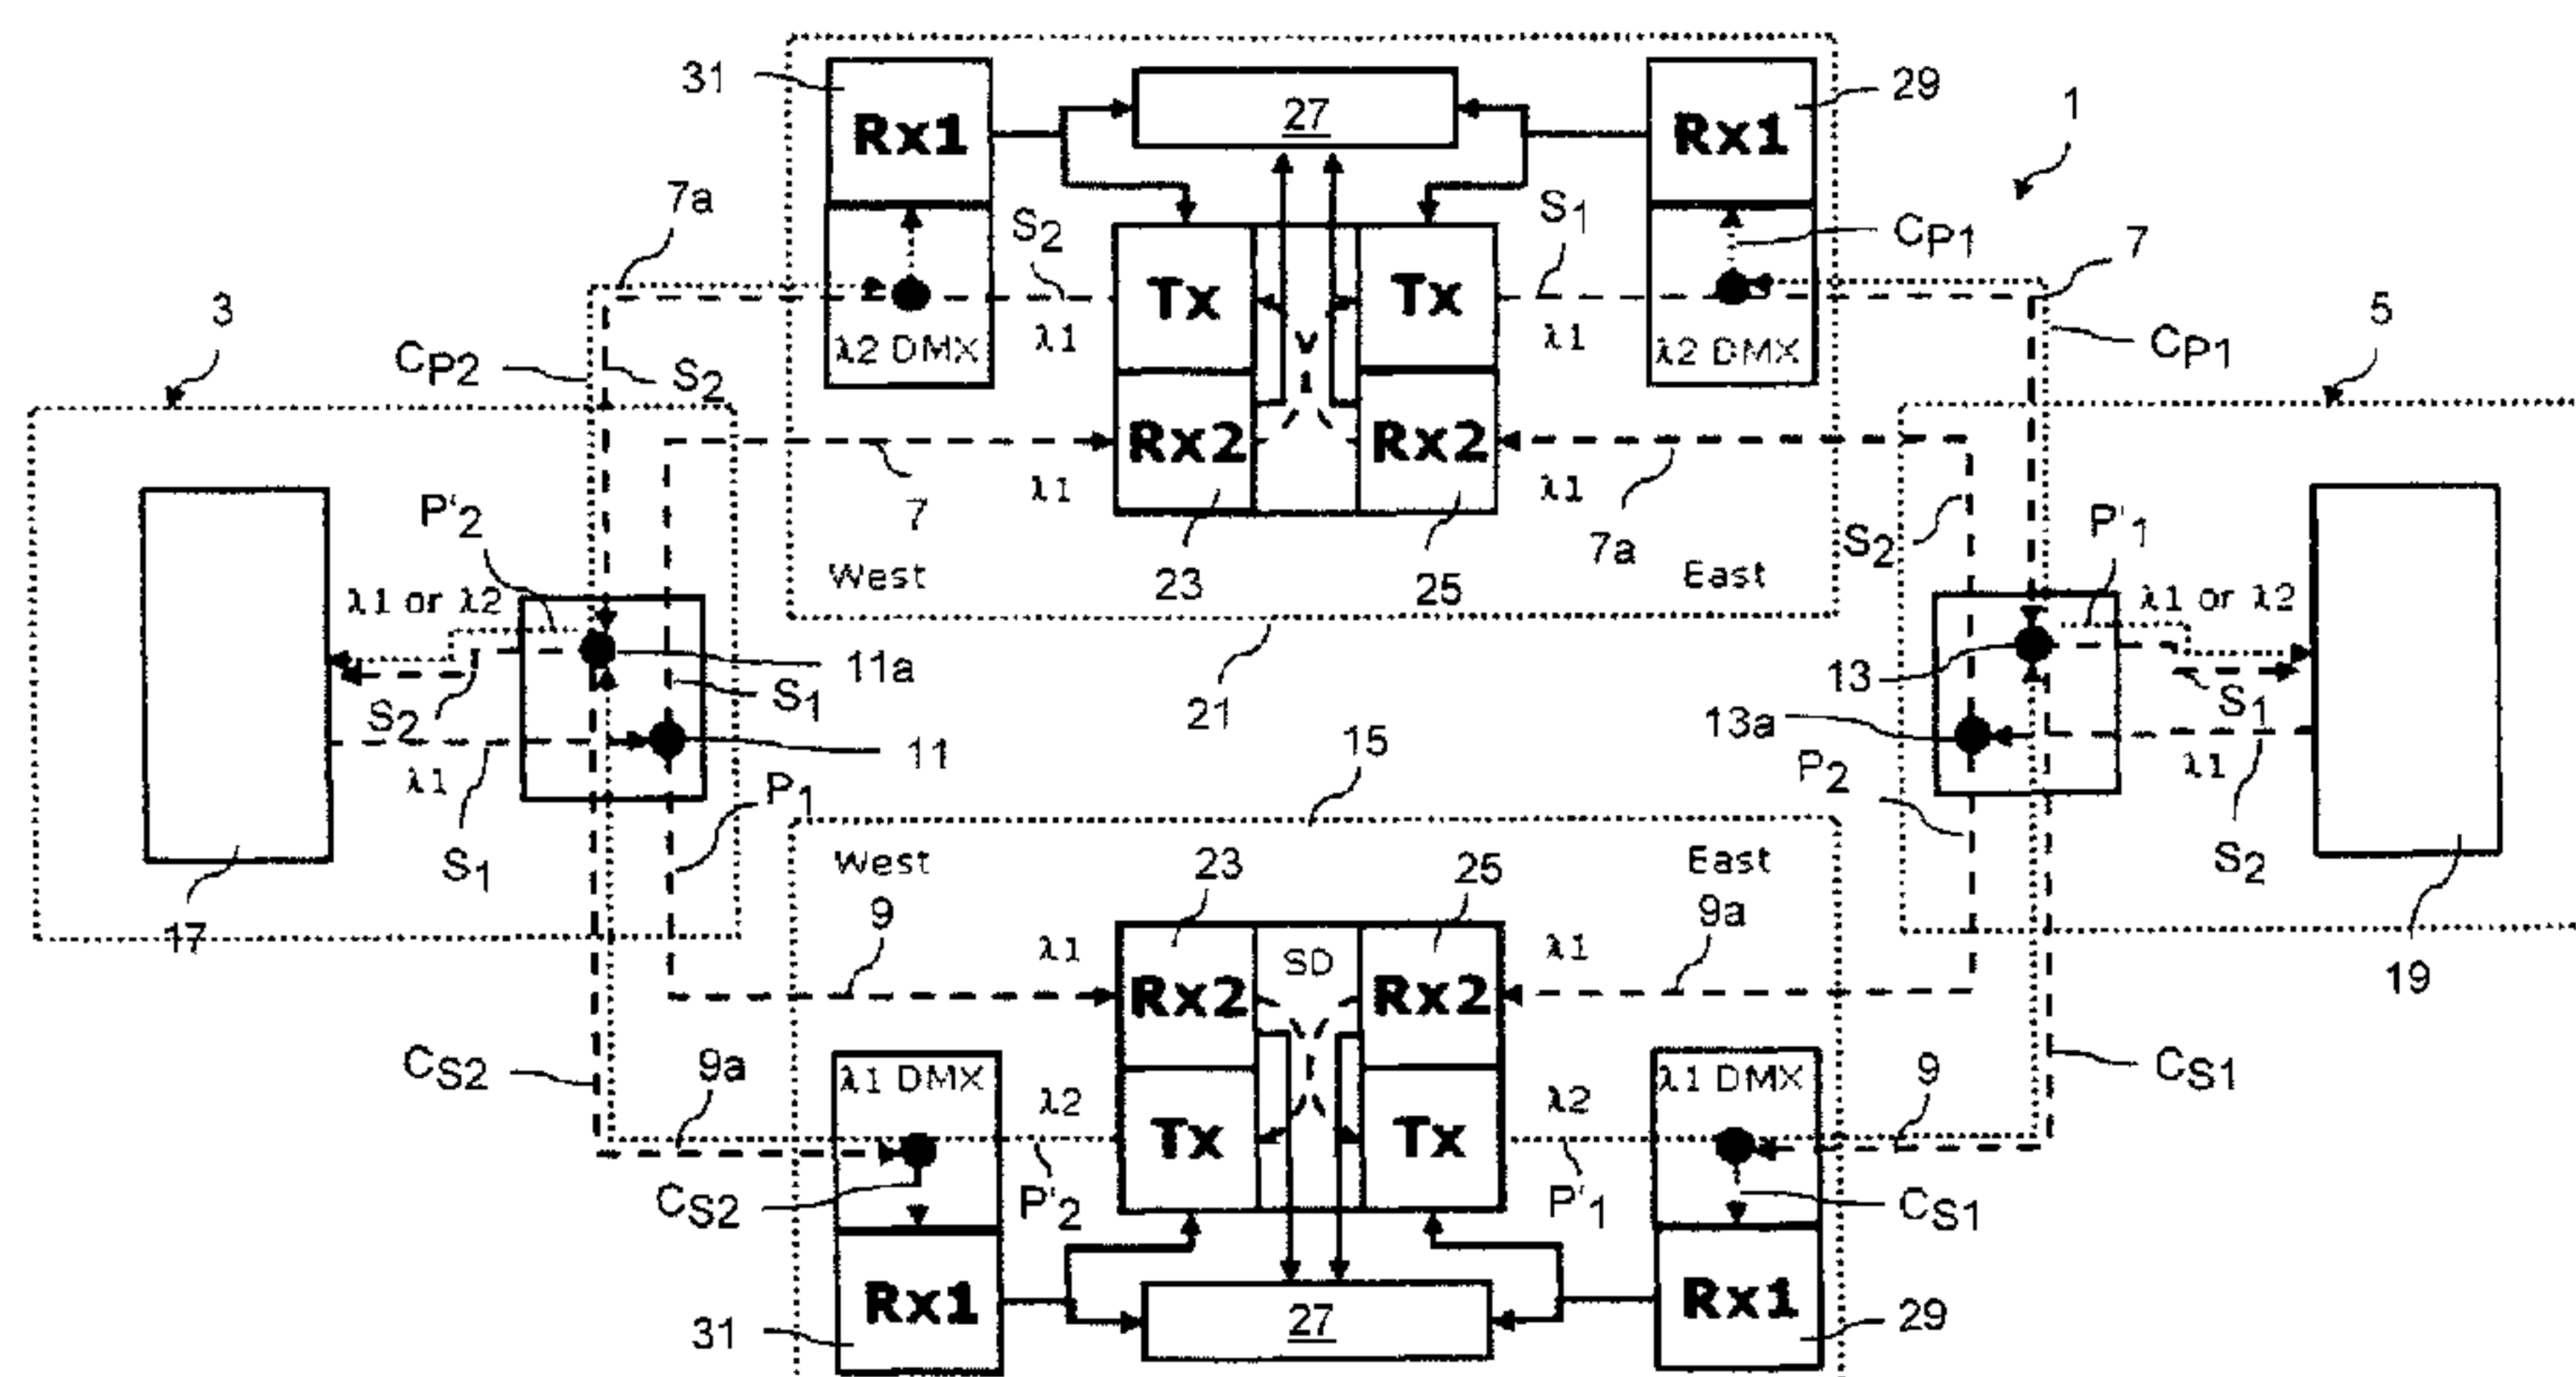 31
Rx1
27
Rx1
29
1
7a
S2
S1
CP1
7
3
Tx
Tx
λ2 DMX
λ1
λ1
λ2 DMX
CP1
5
CP2
S2
Rx2
Rx2
7
λ1
λ1
7a
S2
P'2
P'1
West
23
25
East
λ1 or λ2
λ1 or λ2
11a
13
S2
S1
21
S1
13a
11
15
λ1
P1
P2
λ1
S1
S2
17
West
23
25
East
9
9a
19
λ1
SD
λ1
Rx2
Rx2
CS2
9a
λ1 DMX
λ2
λ2
λ1 DMX
9
CS1
Tx
Tx
CS2
P'2
P'1
CS1
Rx1
Rx1
31
27
29